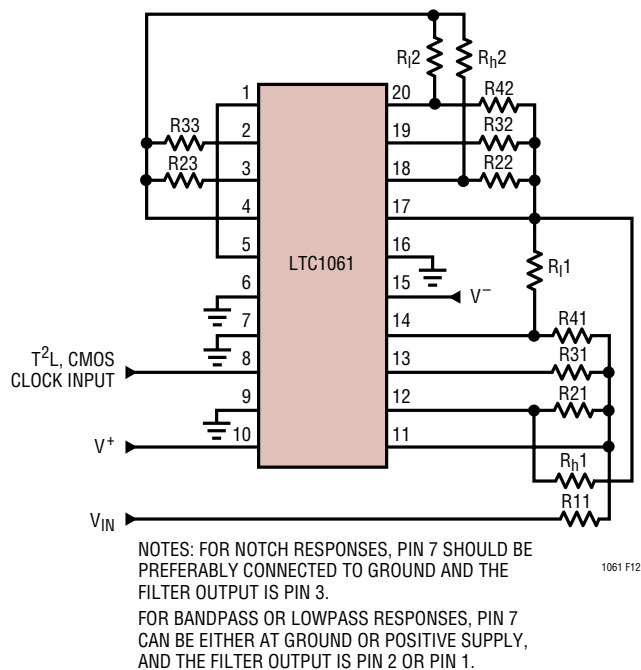 Rl2
Rh2
1
20
R42
R33
2
19
R32
R23
3
18
R22
4
17
5
16
LTC1061
Rl1
6
15
V–
7
14
R41
T2L, CMOS
CLOCK INPUT
8
13
R31
9
12
R21
V+
10
11
Rh1
R11
VIN
NOTES: FOR NOTCH RESPONSES, PIN 7 SHOULD BE
PREFERABLY CONNECTED TO GROUND AND THE
FILTER OUTPUT IS PIN 3.
1061 F12
FOR BANDPASS OR LOWPASS RESPONSES, PIN 7
CAN BE EITHER AT GROUND OR POSITIVE SUPPLY,
AND THE FILTER OUTPUT IS PIN 2 OR PIN 1.